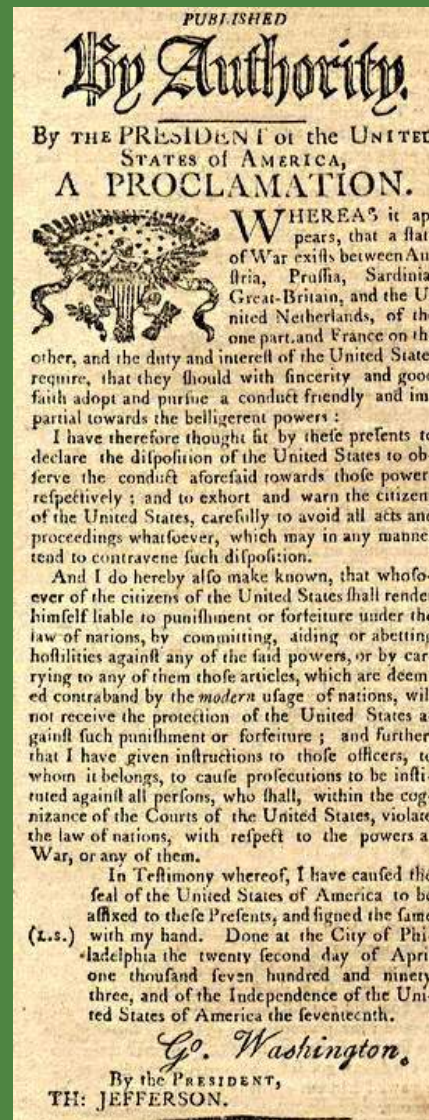 PUBLISHED
By Authority.
By THE PRESIDENT of the UNITED
STATES of AMERICA,
A PROCLAMATION.
WHEREAS it ap
pears, that a ſtat
of War exiſts between Au
ſtria, Pruſſia, Sardinia
Great-Britain, and the U
nited Netherlands, of th
one part, and France on th
other, and the duty and intereſt of the United State
require, that they ſhould with ſincerity and good
faith adopt and purſue a conduct friendly and im
partial towards the belligerent powers :
I have therefore thought fit by theſe preſents to
declare the diſpoſition of the United States to ob
ſerve the conduct aforeſaid towards thoſe power
reſpectively ; and to exhort and warn the citizen
of the United States, carefully to avoid all acts and
proceedings whatſoever, which may in any manne
tend to contravene ſuch diſpoſition.
And I do hereby alſo make known, that whoſo-
ever of the citizens of the United States ſhall rende
himſelf liable to puniſhment or forfeiture under the
law of nations, by committing, aiding or abetting
hoſtilities againſt any of the ſaid powers, or by car
rying to any of them thoſe articles, which are deem
ed contraband by the modern uſage of nations, will
not receive the protection of the United States a
gainſt ſuch puniſhment or forfeiture ; and further
that I have given inſtructions to thoſe officers, to
whom it belongs, to cauſe proſecutions to be inſti-
tuted againſt all perſons, who ſhall, within the cog-
nizance of the Courts of the United States, violate
the law of nations, with reſpect to the powers a
War, or any of them.
In Teſtimony whereof, I have cauſed the
ſeal of the United States of America to be
affixed to theſe Preſents, and ſigned the ſame
(L.S.) with my hand. Done at the City of Phi-
ladelphia the twenty ſecond day of Apri
one thouſand ſeven hundred and ninety
three, and of the Independence of the Uni-
ted States of America the ſeventeenth.
Go. Washington.
By the PRESIDENT,
TH: JEFFERSON.